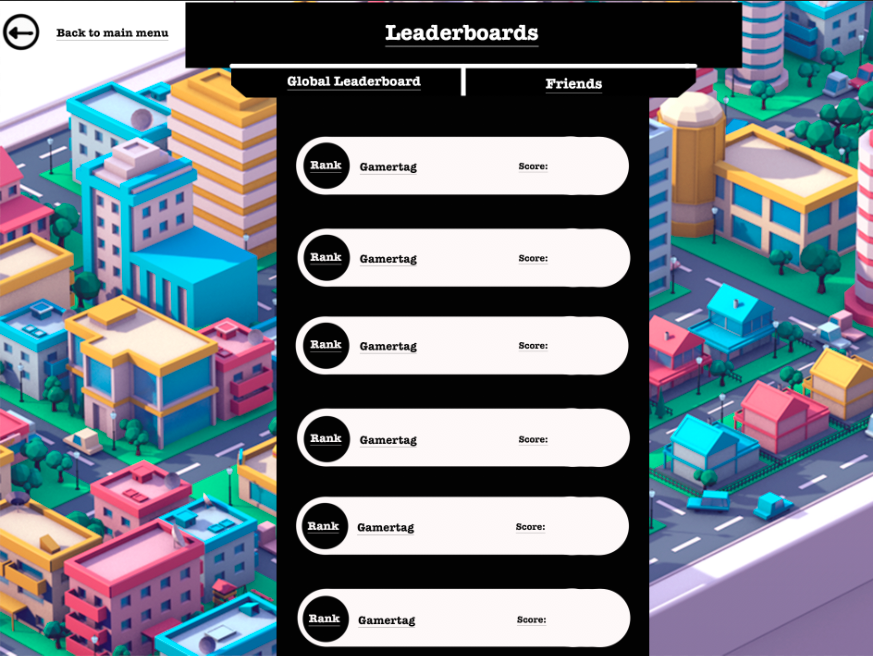 Back to main menu
Leaderboards
Global Leaderboard
Friends
Rank Gamertag Score:
Rank Gamertag Score:
Rank Gamertag Score:
Rank Gamertag Score:
Rank Gamertag Score:
Rank Gamertag Score: